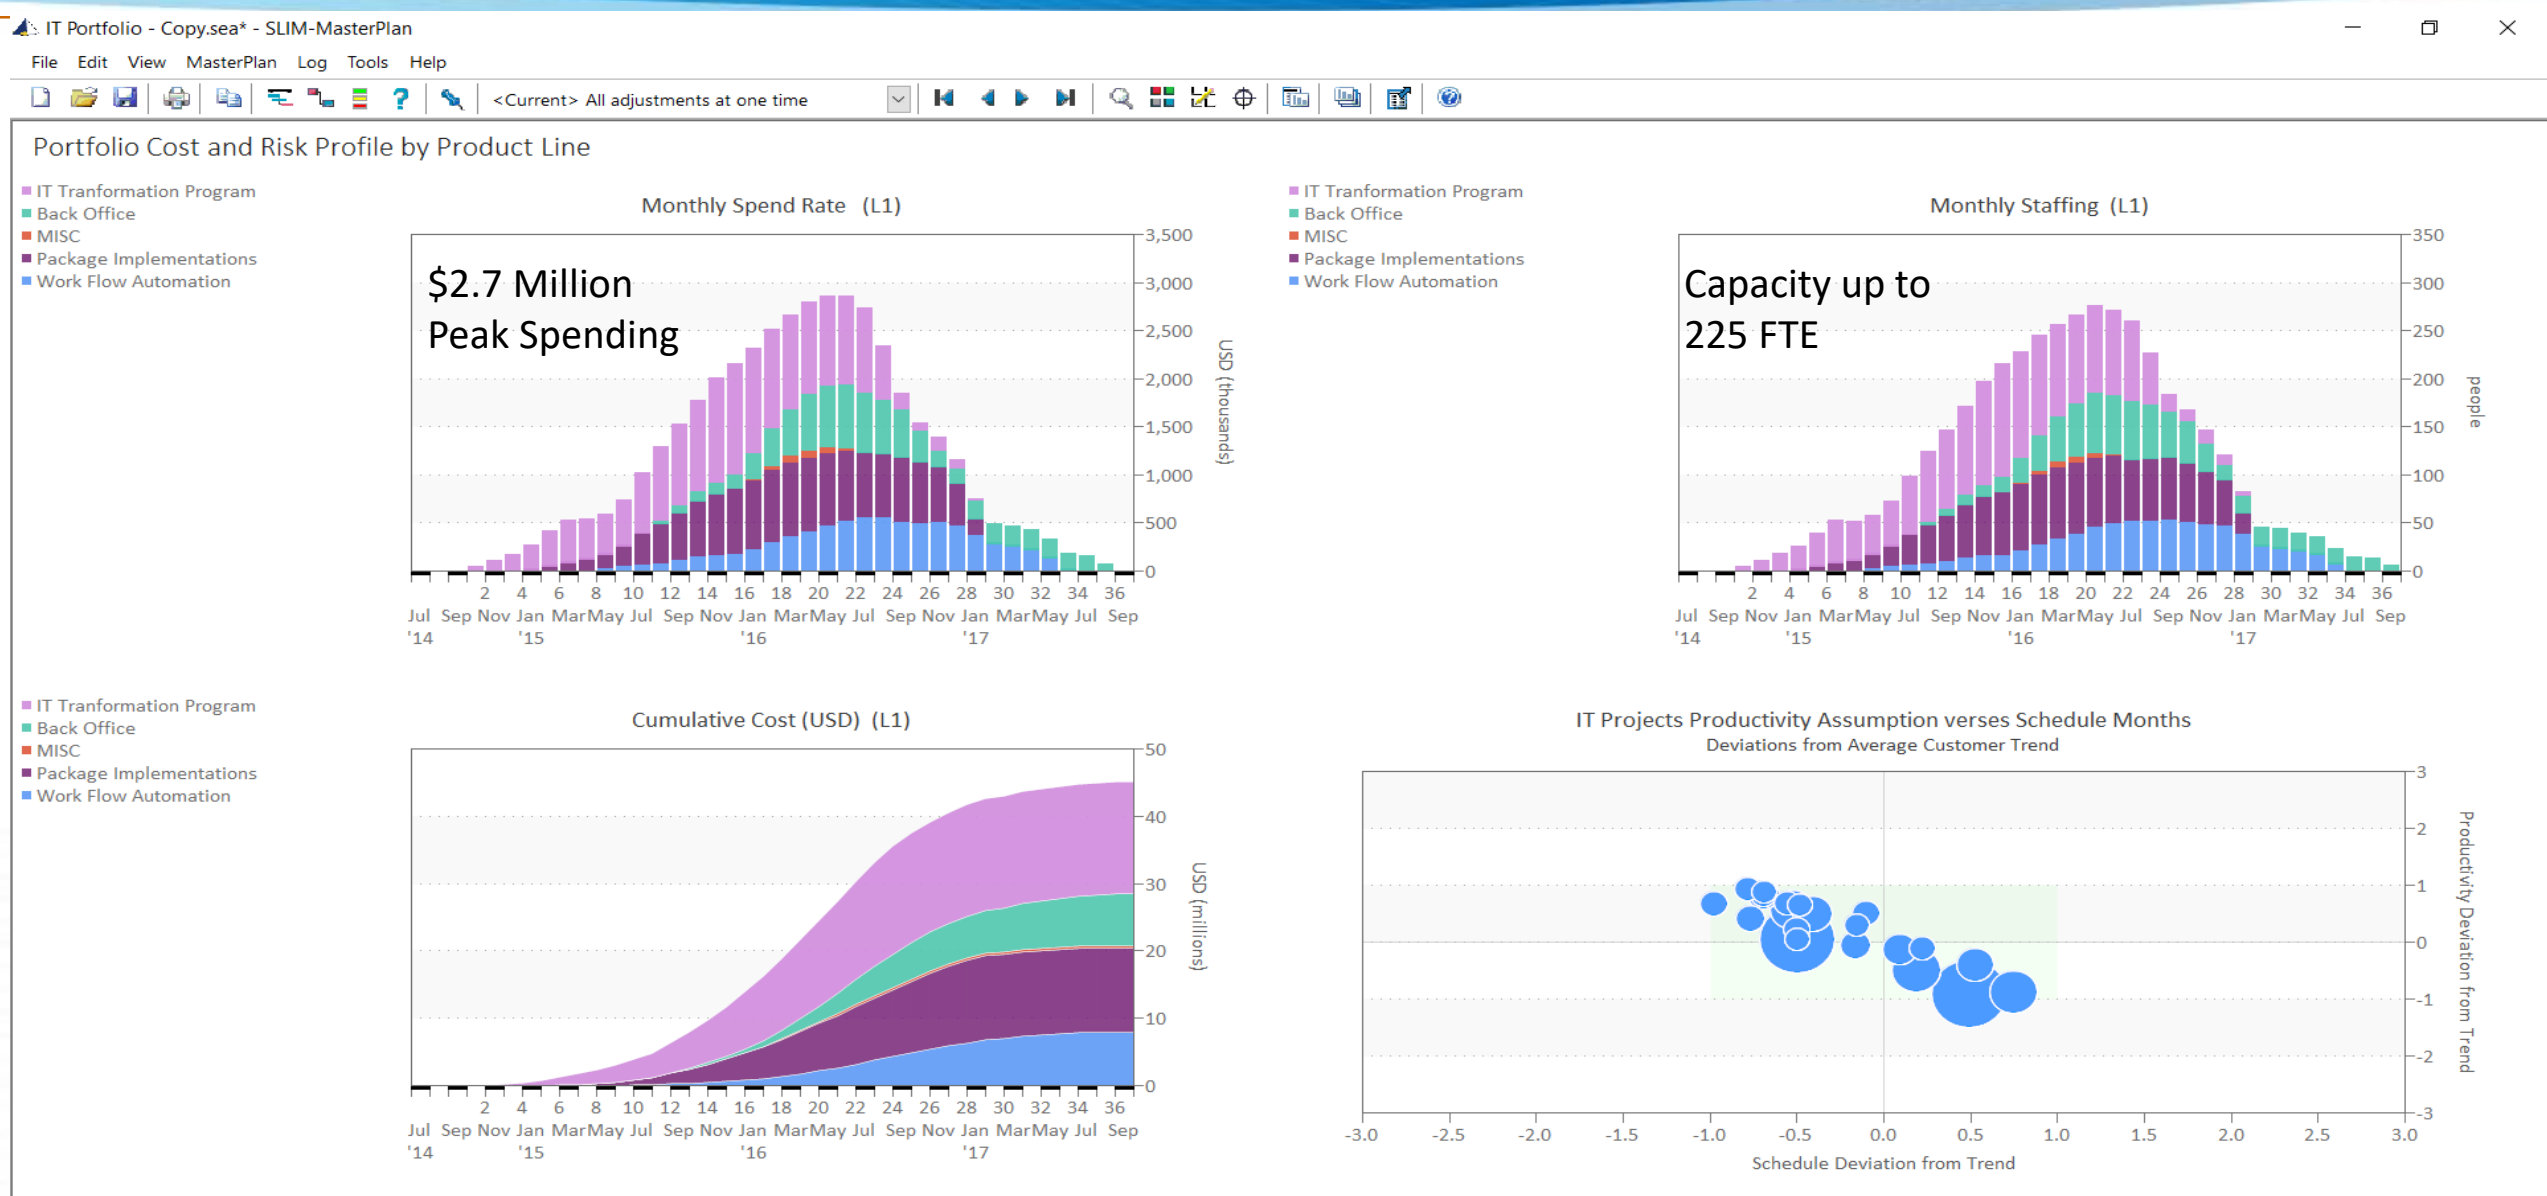 IT Portfolio - Copy.sea* - SLIM-MasterPlan
File Edit View MasterPlan Log Tools Help
<Current> All adjustments at one time
Portfolio Cost and Risk Profile by Product Line
IT Tranformation Program
Back Office
MISC
Package Implementations
Work Flow Automation
Monthly Spend Rate (L1)
$2.7 Million
Peak Spending
3,500
3,000
2,500
2,000
1,500
1,000
500
0
USD (thousands)
2 4 6 8 10 12 14 16 18 20 22 24 26 28 30 32 34 36
Jul Sep Nov Jan Mar May Jul Sep Nov Jan Mar May Jul Sep Nov Jan Mar May Jul Sep
'14 '15 '16 '17
IT Tranformation Program
Back Office
MISC
Package Implementations
Work Flow Automation
Monthly Staffing (L1)
Capacity up to
225 FTE
350
300
250
200
150
100
50
0
people
2 4 6 8 10 12 14 16 18 20 22 24 26 28 30 32 34 36
Jul Sep Nov Jan Mar May Jul Sep Nov Jan Mar May Jul Sep Nov Jan Mar May Jul Sep
'14 '15 '16 '17
IT Tranformation Program
Back Office
MISC
Package Implementations
Work Flow Automation
Cumulative Cost (USD) (L1)
50
40
30
20
10
0
USD (millions)
2 4 6 8 10 12 14 16 18 20 22 24 26 28 30 32 34 36
Jul Sep Nov Jan Mar May Jul Sep Nov Jan Mar May Jul Sep Nov Jan Mar May Jul Sep
'14 '15 '16 '17
IT Projects Productivity Assumption verses Schedule Months
Deviations from Average Customer Trend
3
2
1
0
-1
-2
-3
Productivity Deviation from Trend
-3.0 -2.5 -2.0 -1.5 -1.0 -0.5 0.0 0.5 1.0 1.5 2.0 2.5 3.0
Schedule Deviation from Trend